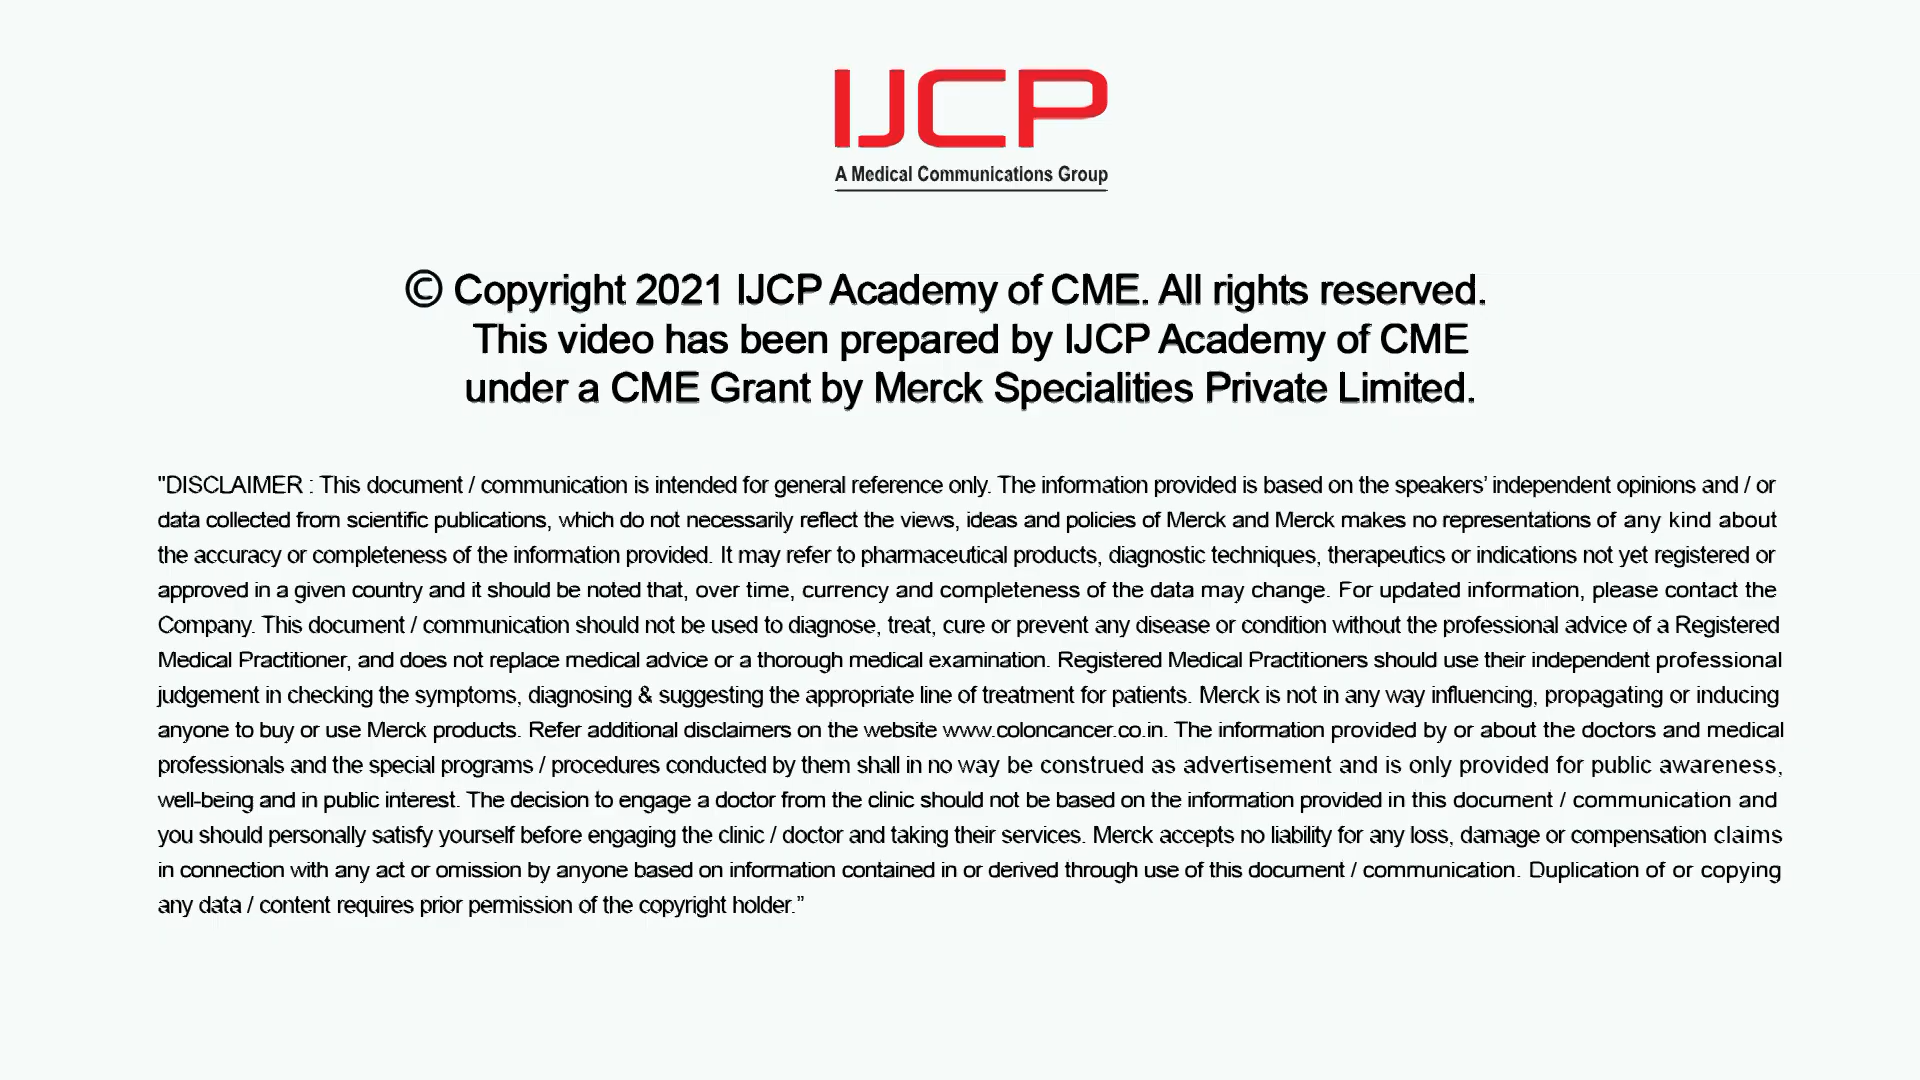 IJCP
A Medical Communications Group
© Copyright 2021 IJCP Academy of CME. All rights reserved.
This video has been prepared by IJCP Academy of CME
under a CME Grant by Merck Specialities Private Limited.
"DISCLAIMER : This document / communication is intended for general reference only. The information provided is based on the speakers’ independent opinions and / or
data collected from scientific publications, which do not necessarily reflect the views, ideas and policies of Merck and Merck makes no representations of any kind about
the accuracy or completeness of the information provided. It may refer to pharmaceutical products, diagnostic techniques, therapeutics or indications not yet registered or
approved in a given country and it should be noted that, over time, currency and completeness of the data may change. For updated information, please contact the
Company. This document / communication should not be used to diagnose, treat, cure or prevent any disease or condition without the professional advice of a Registered
Medical Practitioner, and does not replace medical advice or a thorough medical examination. Registered Medical Practitioners should use their independent professional
judgement in checking the symptoms, diagnosing & suggesting the appropriate line of treatment for patients. Merck is not in any way influencing, propagating or inducing
anyone to buy or use Merck products. Refer additional disclaimers on the website www.coloncancer.co.in. The information provided by or about the doctors and medical
professionals and the special programs / procedures conducted by them shall in no way be construed as advertisement and is only provided for public awareness,
well-being and in public interest. The decision to engage a doctor from the clinic should not be based on the information provided in this document / communication and
you should personally satisfy yourself before engaging the clinic / doctor and taking their services. Merck accepts no liability for any loss, damage or compensation claims
in connection with any act or omission by anyone based on information contained in or derived through use of this document / communication. Duplication of or copying
any data / content requires prior permission of the copyright holder.”